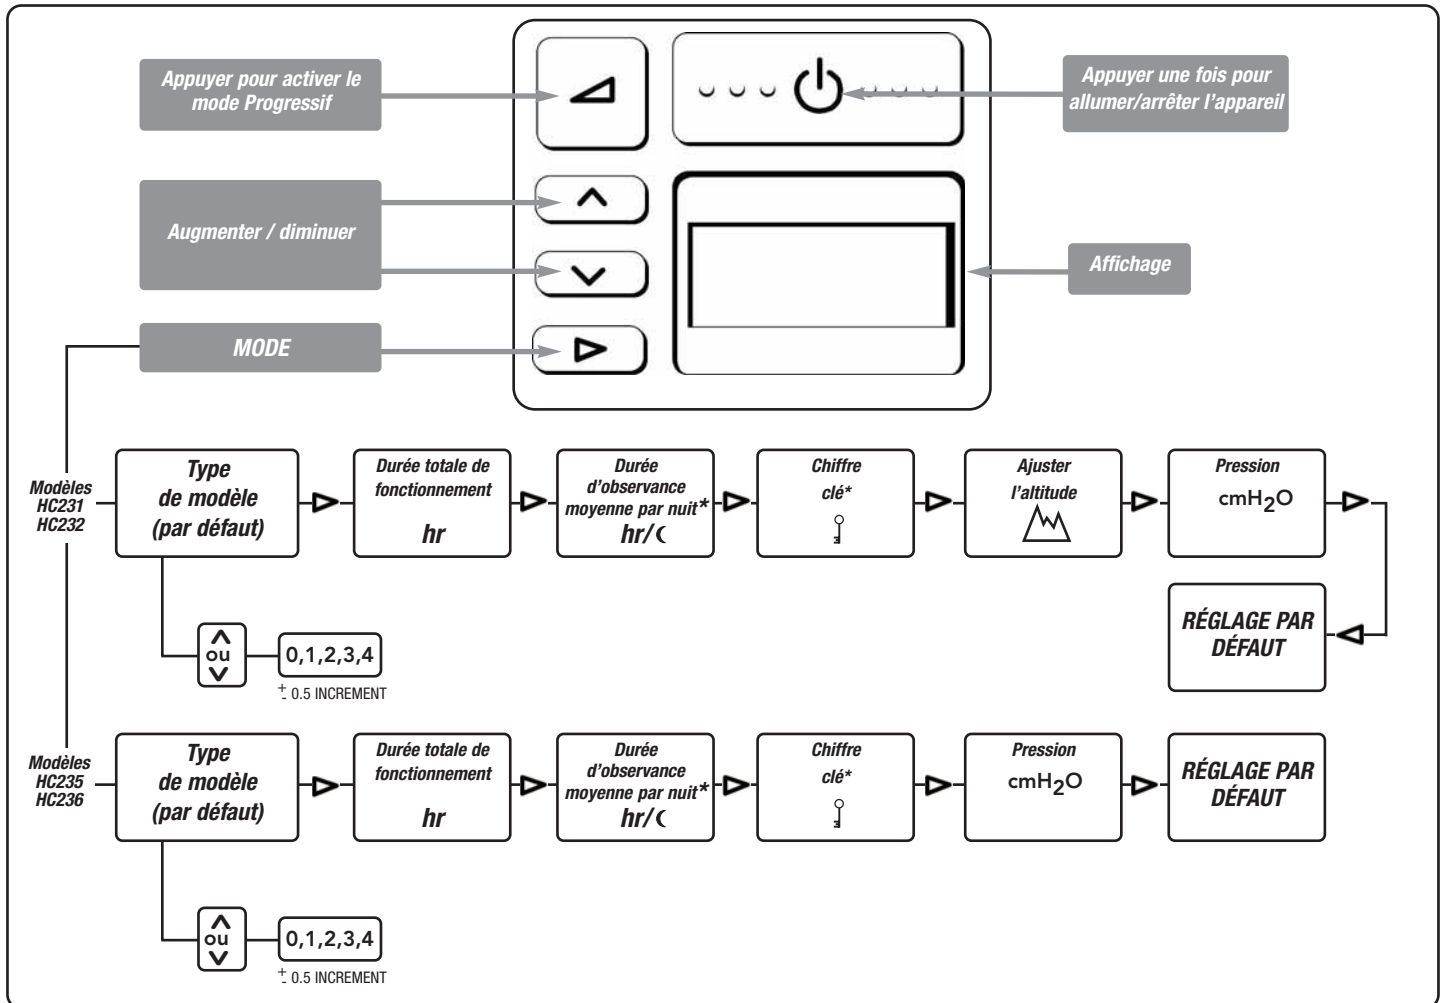 Appuyer pour activer le
mode Progressif
Appuyer une fois pour
allumer/arrêter l'appareil
Augmenter / diminuer
Affichage
MODE
Modèles
HC231
HC232
Type
de modèle
(par défaut)
Durée totale de
fonctionnement
hr
Durée
d'observance
moyenne par nuit*
hr/☾
Chiffre
clé*
Ajuster
l'altitude
Pression
cmH₂O
RÉGLAGE PAR
DÉFAUT
ou
0,1,2,3,4
+
- 0.5 INCREMENT
Modèles
HC235
HC236
Type
de modèle
(par défaut)
Durée totale de
fonctionnement
hr
Durée
d'observance
moyenne par nuit*
hr/☾
Chiffre
clé*
Pression
cmH₂O
RÉGLAGE PAR
DÉFAUT
ou
0,1,2,3,4
+
- 0.5 INCREMENT